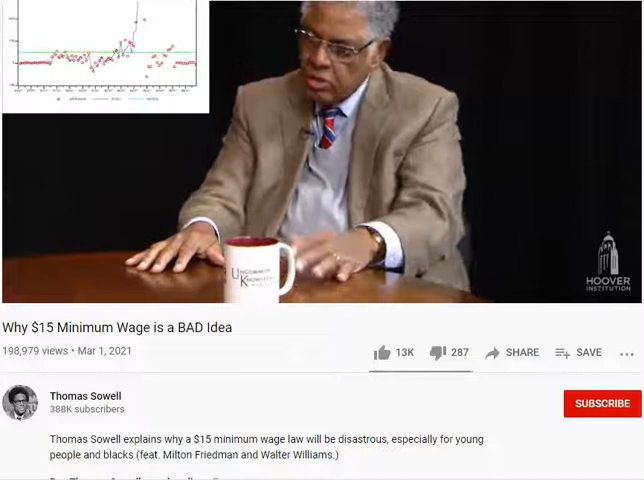 UNCOMMON
KNOWLEDGE
HOOVER
INSTITUTION
Why $15 Minimum Wage is a BAD Idea
198,979 views • Mar 1, 2021
13K
287
SHARE
SAVE
Thomas Sowell
388K subscribers
SUBSCRIBE
Thomas Sowell explains why a $15 minimum wage law will be disastrous, especially for young
people and blacks (feat. Milton Friedman and Walter Williams.)